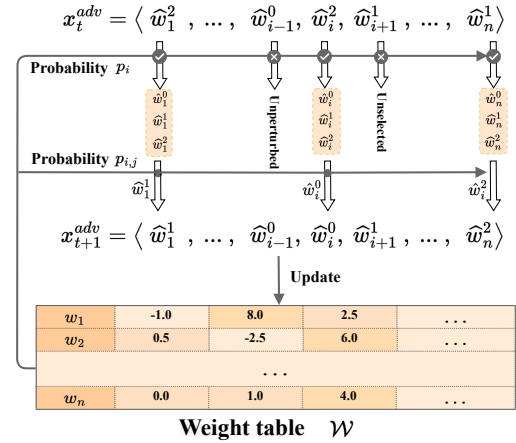 x_t^{adv} = ⟨ ŵ_1^2 , ... , ŵ_{i-1}^0, ŵ_i^2, ŵ_{i+1}^1 , ... , ŵ_n^1 ⟩
Probability p_i
ŵ_1^0
ŵ_1^1
ŵ_1^2
Unperturbed
ŵ_i^0
ŵ_i^1
ŵ_i^2
Unselected
ŵ_n^0
ŵ_n^1
ŵ_n^2
Probability p_{i,j}
ŵ_1^1
ŵ_i^0
ŵ_i^2
x_{t+1}^{adv} = ⟨ ŵ_1^1 , ... , ŵ_{i-1}^0, ŵ_i^0, ŵ_{i+1}^1 , ... , ŵ_n^2 ⟩
Update
w_1 -1.0 8.0 2.5 ...
w_2 0.5 -2.5 6.0 ...
...
w_n 0.0 1.0 4.0 ...
Weight table 𝒲